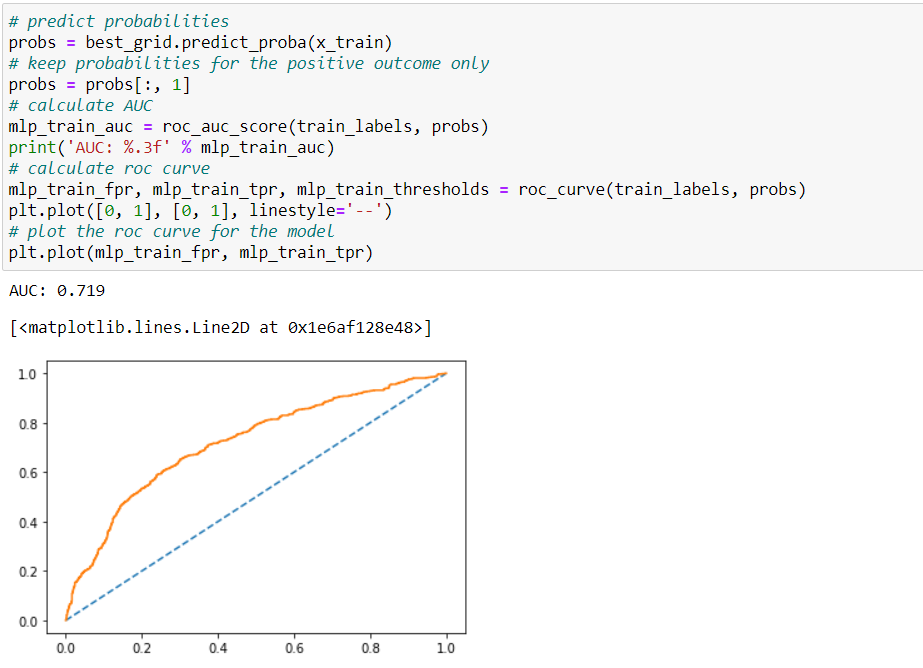 # predict probabilities
probs = best_grid.predict_proba(x_train)
# keep probabilities for the positive outcome only
probs = probs[:, 1]
# calculate AUC
mlp_train_auc = roc_auc_score(train_labels, probs)
print('AUC: %.3f' % mlp_train_auc)
# calculate roc curve
mlp_train_fpr, mlp_train_tpr, mlp_train_thresholds = roc_curve(train_labels, probs)
plt.plot([0, 1], [0, 1], linestyle='--')
# plot the roc curve for the model
plt.plot(mlp_train_fpr, mlp_train_tpr)
AUC: 0.719
[<matplotlib.lines.Line2D at 0x1e6af128e48>]
1.0
0.8
0.6
0.4
0.2
0.0
0.0 0.2 0.4 0.6 0.8 1.0